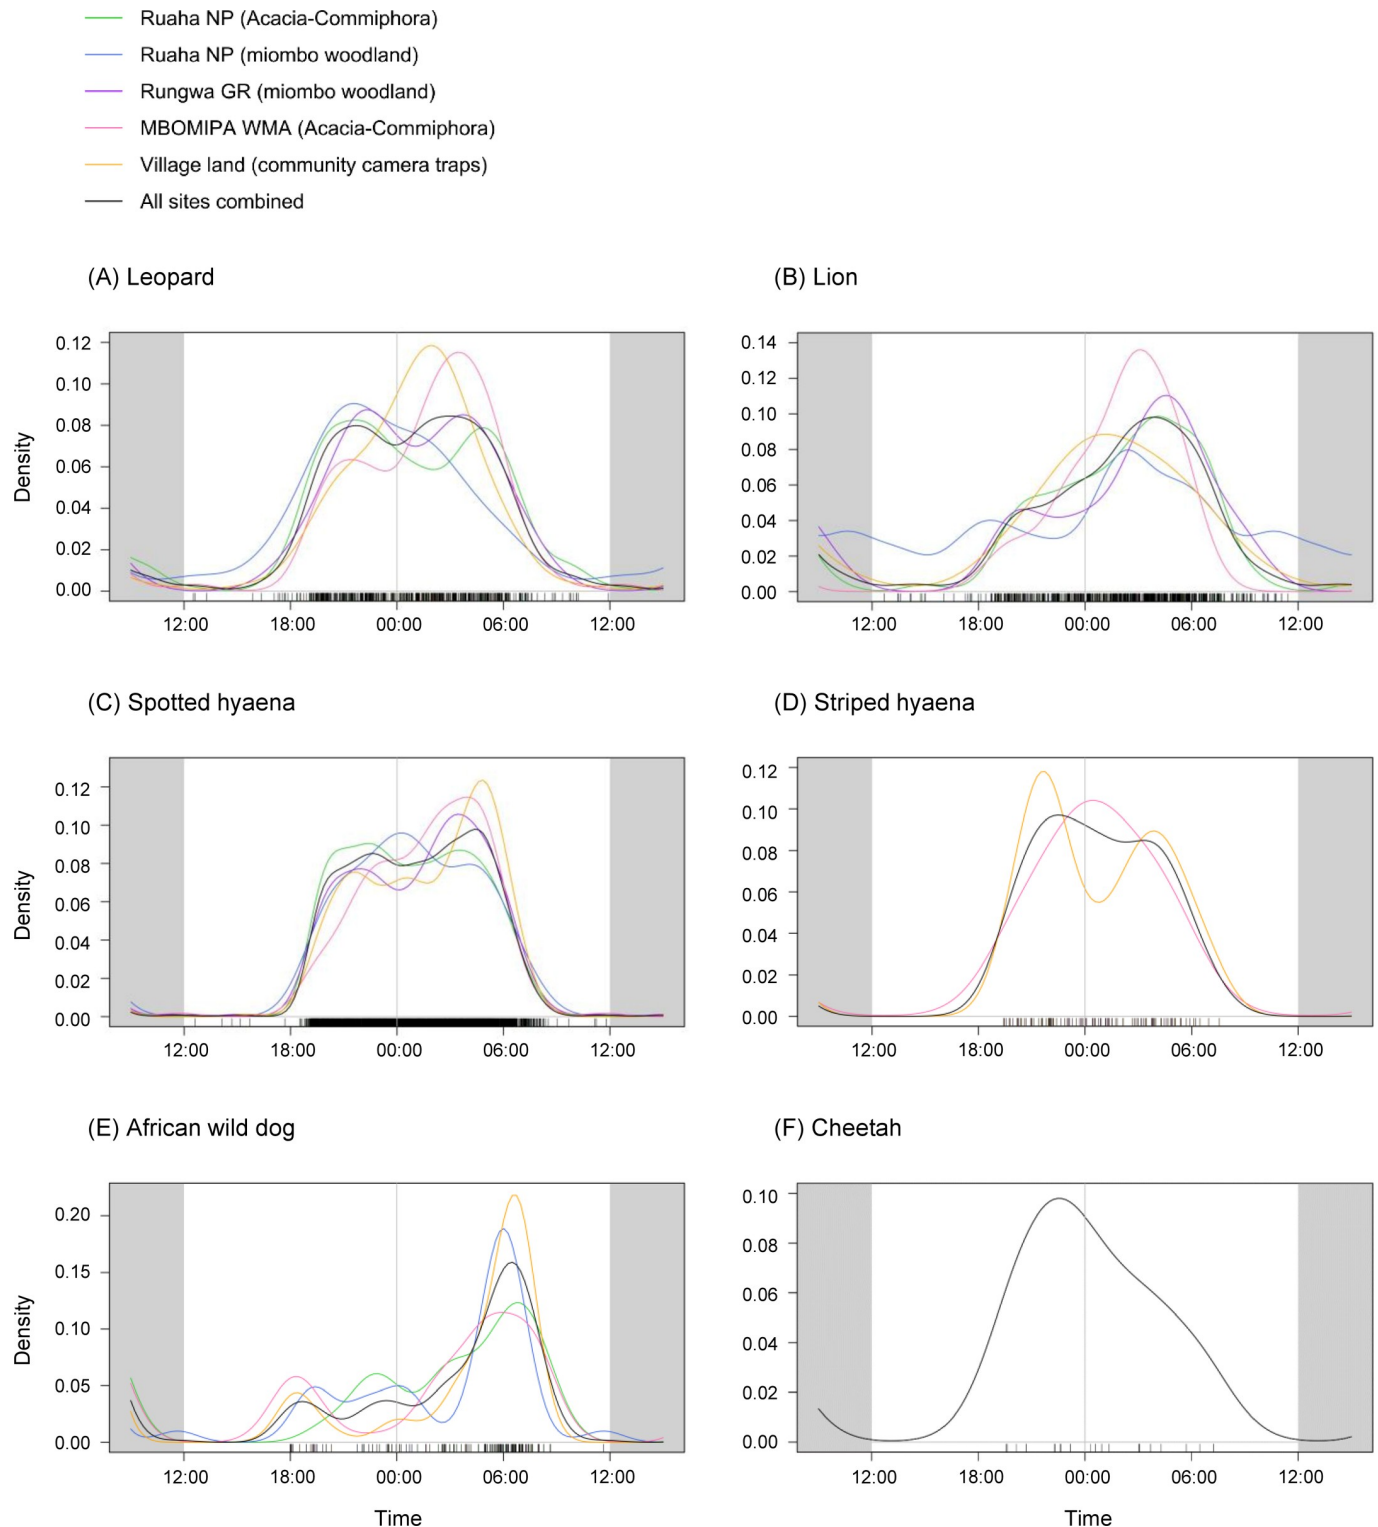 Ruaha NP (Acacia-Commiphora)
Ruaha NP (miombo woodland)
Rungwa GR (miombo woodland)
MBOMIPA WMA (Acacia-Commiphora)
Village land (community camera traps)
All sites combined
(A) Leopard
0.12
0.10
0.08
0.06
0.04
0.02
0.00
Density
12:00 18:00 00:00 06:00 12:00
(B) Lion
0.14
0.12
0.10
0.08
0.06
0.04
0.02
0.00
12:00 18:00 00:00 06:00 12:00
(C) Spotted hyaena
0.12
0.10
0.08
0.06
0.04
0.02
0.00
Density
12:00 18:00 00:00 06:00 12:00
(D) Striped hyaena
0.12
0.10
0.08
0.06
0.04
0.02
0.00
12:00 18:00 00:00 06:00 12:00
(E) African wild dog
0.20
0.15
0.10
0.05
0.00
Density
12:00 18:00 00:00 06:00 12:00
Time
(F) Cheetah
0.10
0.08
0.06
0.04
0.02
0.00
12:00 18:00 00:00 06:00 12:00
Time